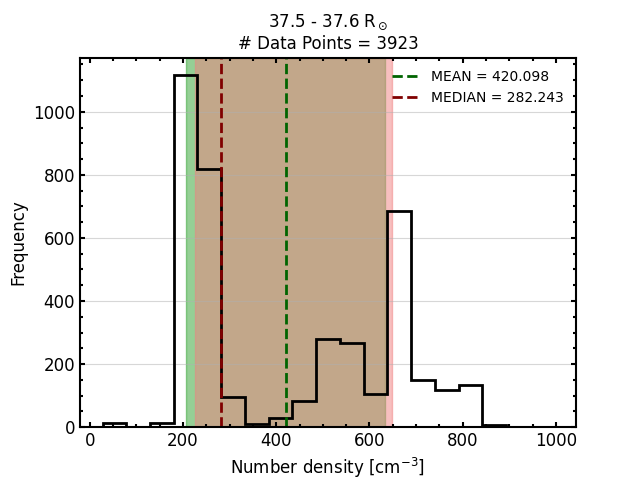 37.5 - 37.6 R⊙
# Data Points = 3923
MEAN = 420.098
MEDIAN = 282.243
Frequency
1000
800
600
400
200
0
0 200 400 600 800 1000
Number density [cm⁻³]